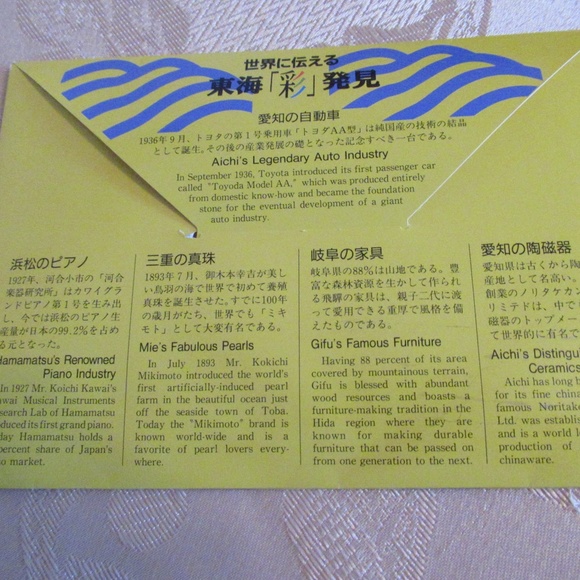 世界に伝える
東海「彩」発見
愛知の自動車
1936年9月、トヨタの第1号乗用車「トヨダAA型」は純国産の技術の結晶
として誕生。その後の産業発展の礎となった記念すべき一台である。
Aichi's Legendary Auto Industry
In September 1936, Toyota introduced its first passenger car
called "Toyoda Model AA," which was produced entirely
from domestic know-how and became the foundation
stone for the eventual development of a giant
auto industry.
浜松のピアノ
1927年、河合小市の「河合
楽器研究所」はカワイグラ
ンドピアノ第1号を生み出
し、今では浜松のピアノ生
産量が日本の99.2%を占め
る元となった。
Hamamatsu's Renowned
Piano Industry
In 1927 Mr. Koichi Kawai's
wai Musical Instruments
search Lab of Hamamatsu
duced its first grand piano.
day Hamamatsu holds a
percent share of Japan's
o market.
三重の真珠
1893年7月、御木本幸吉が美し
い鳥羽の海で世界で初めて養殖
真珠を誕生させた。すでに100年
の歳月がたち、世界でも「ミキ
モト」として大変有名である。
Mie's Fabulous Pearls
In July 1893 Mr. Kokichi
Mikimoto introduced the world's
first artificially-induced pearl
farm in the beautiful ocean just
off the seaside town of Toba.
Today the "Mikimoto" brand is
known world-wide and is a
favorite of pearl lovers every-
where.
岐阜の家具
岐阜県の88%は山地である。豊
富な森林資源を生かして作られ
る飛騨の家具は、親子二代に渡
って愛用できる重厚で風格を備
えたものである。
Gifu's Famous Furniture
Having 88 percent of its area
covered by mountainous terrain,
Gifu is blessed with abundant
wood resources and boasts a
furniture-making tradition in the
Hida region where they are
known for making durable
furniture that can be passed on
from one generation to the next.
愛知の陶磁器
愛知県は古くから陶
産地として名高い。
創業のノリタケカン
リミテドは、中で
磁器のトップメー
て世界的に有名で
Aichi's Distingu
Ceramics
Aichi has long b
for its fine china
famous Noritake
Ltd. was establis
and is a world l
production of
chinaware.